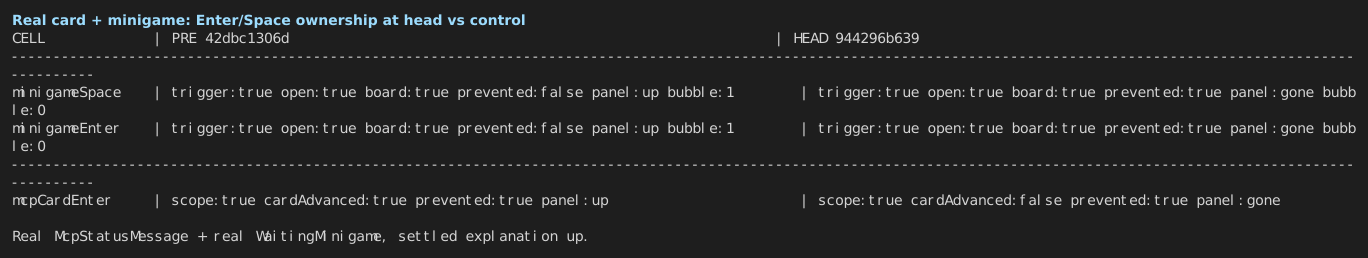 Real card + minigame: Enter/Space ownership at head vs control
CELL | PRE 42dbc1306d | HEAD 944296b639
--------------------------------------------------------------------------------------------------------------------------------------------------------
----------
minigameSpace | trigger:true open:true board:true prevented:false panel:up bubble:1 | trigger:true open:true board:true prevented:true panel:gone bubb
le:0
minigameEnter | trigger:true open:true board:true prevented:false panel:up bubble:1 | trigger:true open:true board:true prevented:true panel:gone bubb
le:0
--------------------------------------------------------------------------------------------------------------------------------------------------------
----------
mcpCardEnter | scope:true cardAdvanced:true prevented:true panel:up | scope:true cardAdvanced:false prevented:true panel:gone
Real McpStatusMessage + real WaitingMinigame, settled explanation up.